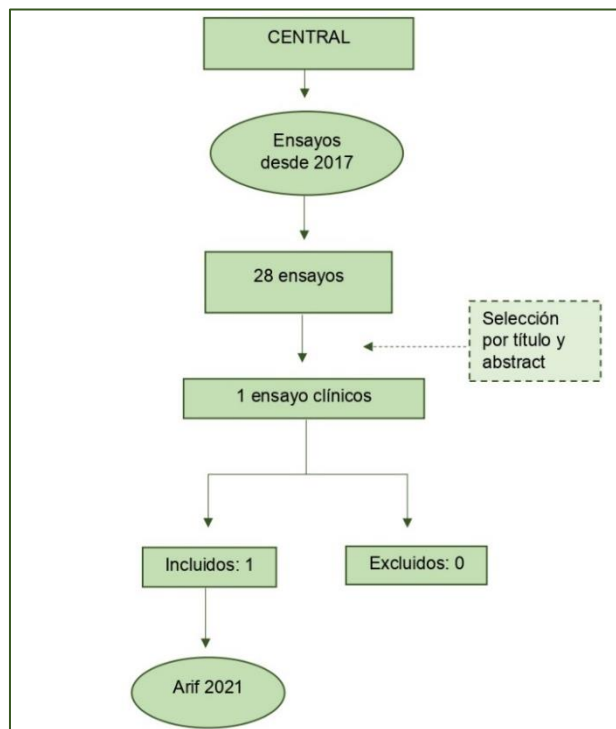 CENTRAL
Ensayos
desde 2017
28 ensayos
Selección
por título y
abstract
1 ensayo clínicos
Incluidos: 1
Excluidos: 0
Arif 2021